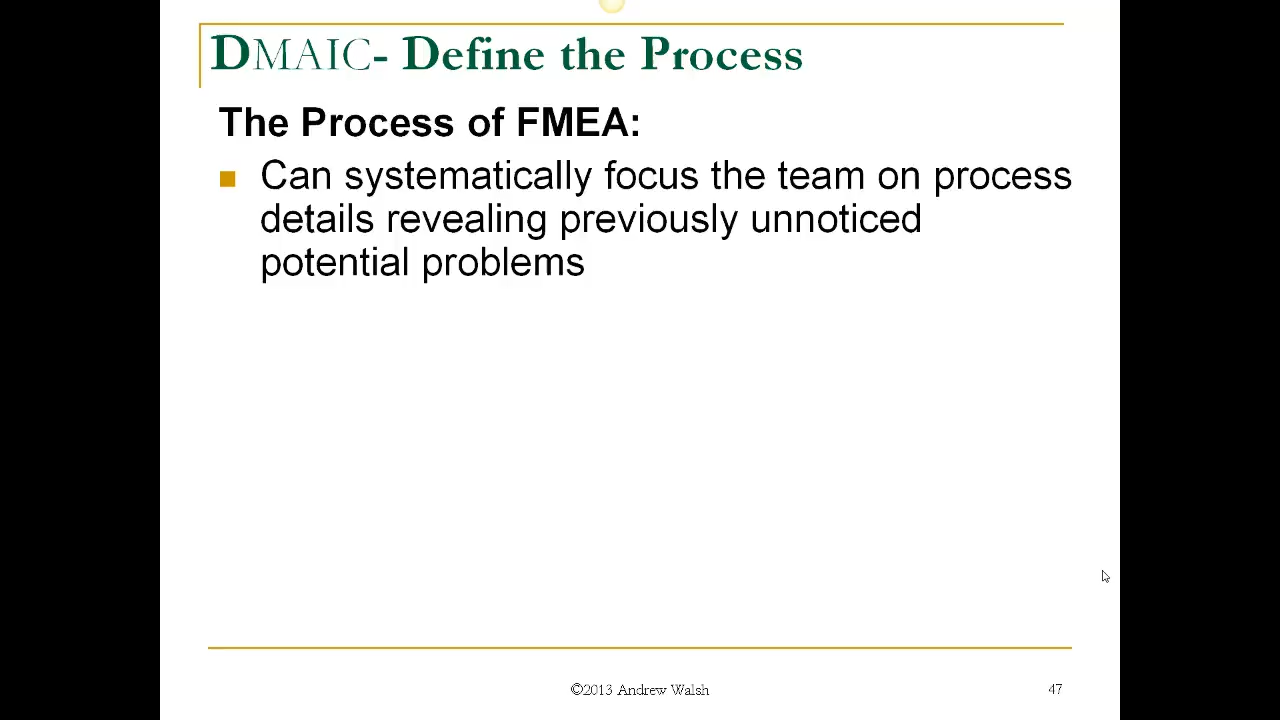 DMAIC- Define the Process
The Process of FMEA:
Can systematically focus the team on process
details revealing previously unnoticed
potential problems
©2013 Andrew Walsh
47